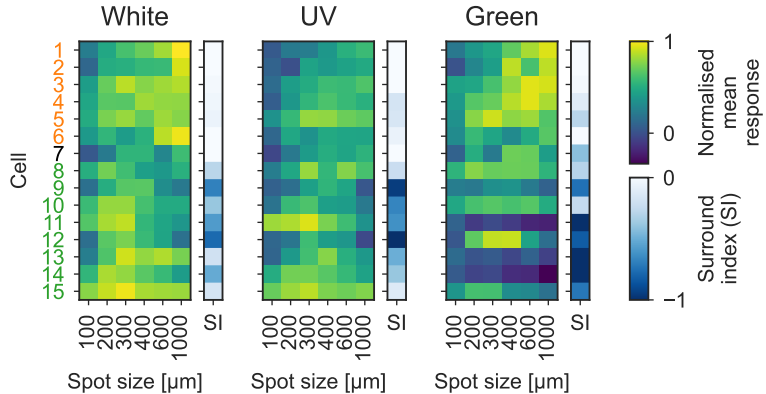 White
UV
Green
Cell
1
2
3
4
5
6
7
8
9
10
11
12
13
14
15
100
200
300
400
600
1000
SI
100
200
300
400
600
1000
SI
100
200
300
400
600
1000
SI
Spot size [µm]
Spot size [µm]
Spot size [µm]
1
0
Normalised
mean
response
0
−1
Surround
index (SI)